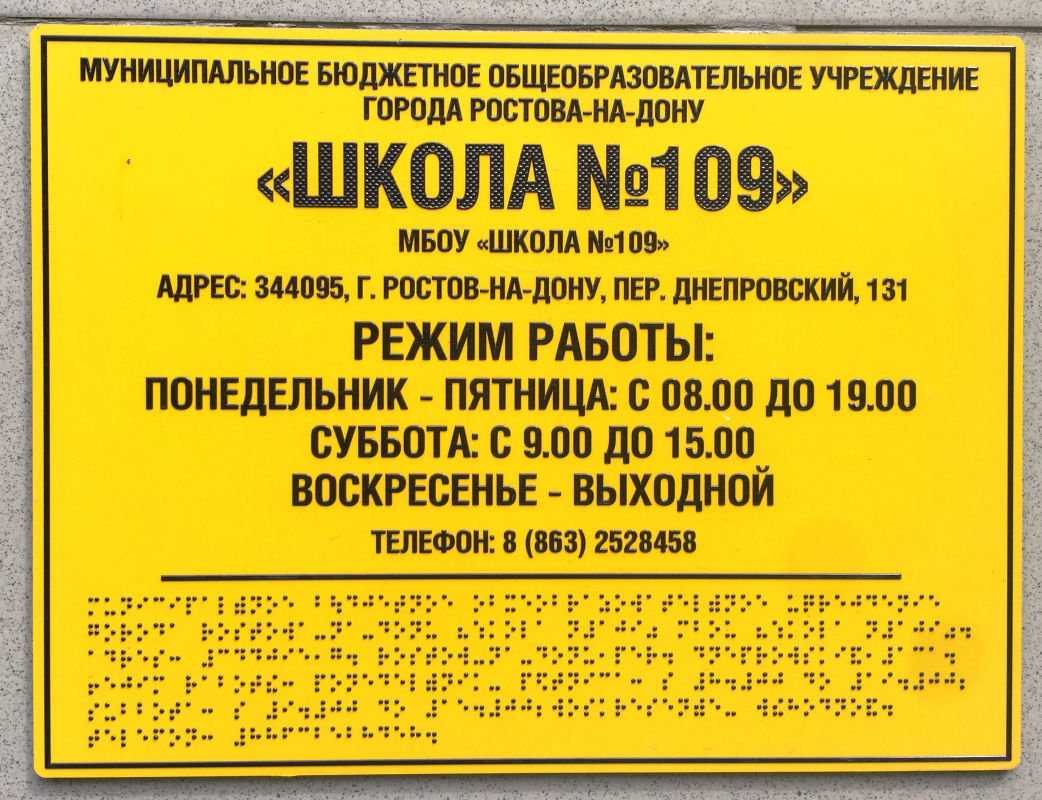 МУНИЦИПАЛЬНОЕ БЮДЖЕТНОЕ ОБЩЕОБРАЗОВАТЕЛЬНОЕ УЧРЕЖДЕНИЕ
ГОРОДА РОСТОВА-НА-ДОНУ
«ШКОЛА №109»
МБОУ «ШКОЛА №109»
АДРЕС: 344095, Г. РОСТОВ-НА-ДОНУ, ПЕР. ДНЕПРОВСКИЙ, 131
РЕЖИМ РАБОТЫ:
ПОНЕДЕЛЬНИК - ПЯТНИЦА: С 08.00 ДО 19.00
СУББОТА: С 9.00 ДО 15.00
ВОСКРЕСЕНЬЕ - ВЫХОДНОЙ
ТЕЛЕФОН: 8 (863) 2528458